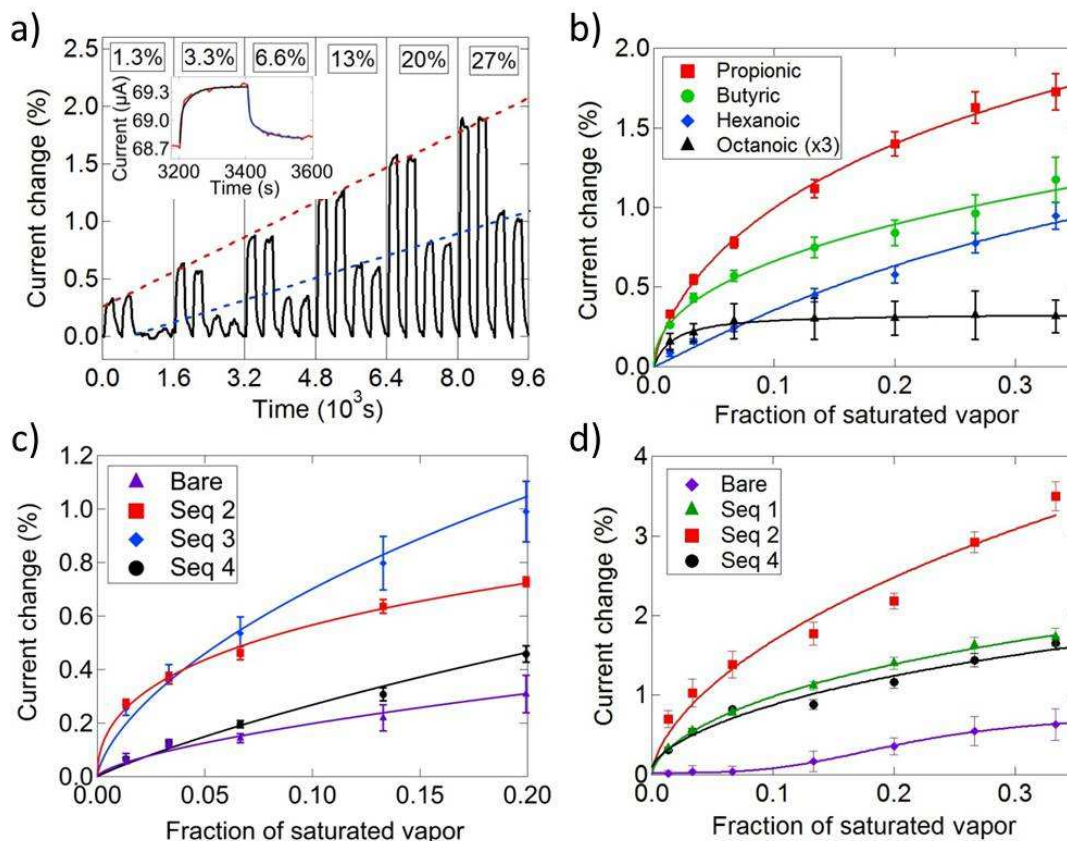 a)
1.3% 3.3% 6.6% 13% 20% 27%
Current change (%)
2.5
2.0
1.5
1.0
0.5
0.0
Current (μA)
69.3
69.0
68.7
3200 3400 3600
Time (s)
0.0 1.6 3.2 4.8 6.4 8.0 9.6
Time (10³s)
b)
Current change (%)
2.0
1.5
1.0
0.5
0.0
Propionic
Butyric
Hexanoic
Octanoic (x3)
0.0 0.1 0.2 0.3
Fraction of saturated vapor
c)
Current change (%)
1.2
1.0
0.8
0.6
0.4
0.2
0.0
Bare
Seq 2
Seq 3
Seq 4
0.00 0.05 0.10 0.15 0.20
Fraction of saturated vapor
d)
Current change (%)
4
3
2
1
0
Bare
Seq 1
Seq 2
Seq 4
0.0 0.1 0.2 0.3
Fraction of saturated vapor